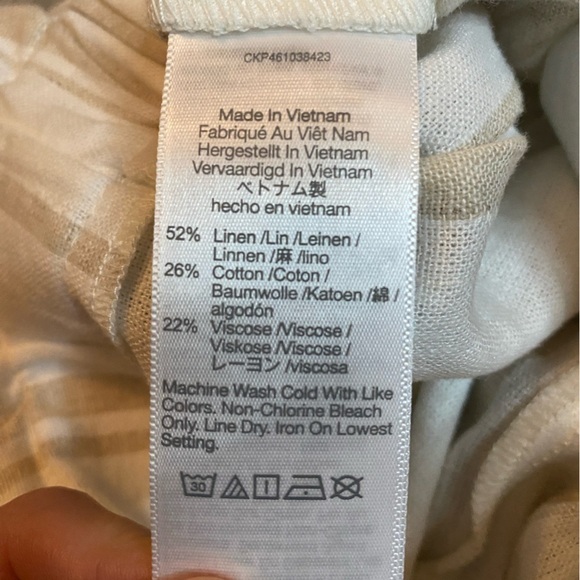 CKP461038423
Made In Vietnam
Fabriqué Au Viêt Nam
Hergestellt In Vietnam
Vervaardigd In Vietnam
ベトナム製
hecho en vietnam
52% Linen /Lin /Leinen /
Linnen /麻 /lino
26% Cotton /Coton /
Baumwolle /Katoen /綿 /
algodón
22% Viscose /Viscose /
Viskose /Viscose /
レーヨン /viscosa
Machine Wash Cold With Like
Colors. Non-Chlorine Bleach
Only. Line Dry. Iron On Lowest
Setting.
30